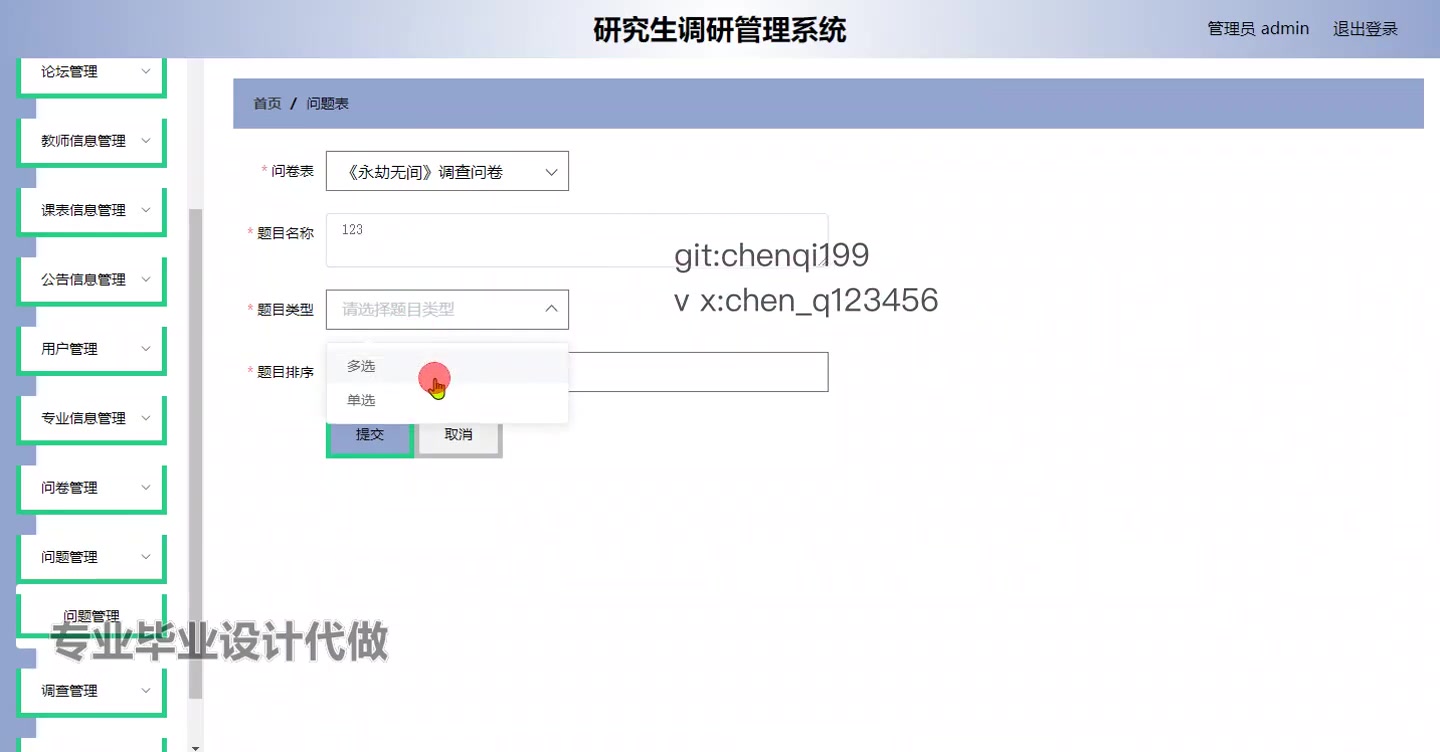 研究生调研管理系统
管理员 admin
退出登录
论坛管理
教师信息管理
课表信息管理
公告信息管理
用户管理
专业信息管理
问卷管理
问题管理
问题管理
专业毕业设计代做
调查管理
首页 / 问题表
* 问卷表 《永劫无间》调查问卷
* 题目名称 123
* 题目类型 请选择题目类型
多选
单选
* 题目排序
提交 取消
git:chenqi199
v x:chen_q123456